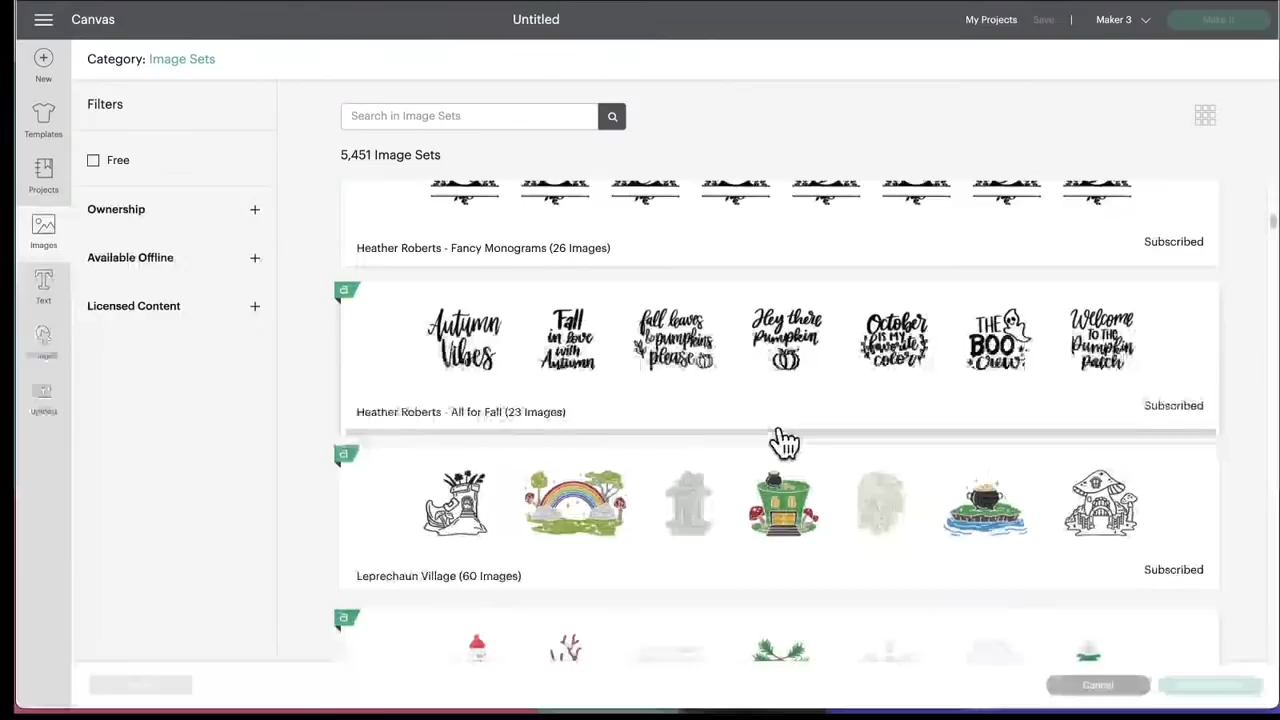 Canvas
Untitled
My Projects
Save
|
Maker 3
Make It
New
Templates
Projects
Images
Text
Category: Image Sets
Filters
Free
Ownership
Available Offline
Licensed Content
Search in Image Sets
5,451 Image Sets
Heather Roberts - Fancy Monograms (26 Images)
Subscribed
a
Autumn
Vibes
Fall
in love
with
Autumn
fall leaves
& pumpkins
please
Hey there
pumpkin
October
is my
favorite
color
THE
BOO
Crew
Welcome
TO THE
Pumpkin
patch
Heather Roberts - All for Fall (23 Images)
Subscribed
a
Leprechaun Village (60 Images)
Subscribed
a
Cancel